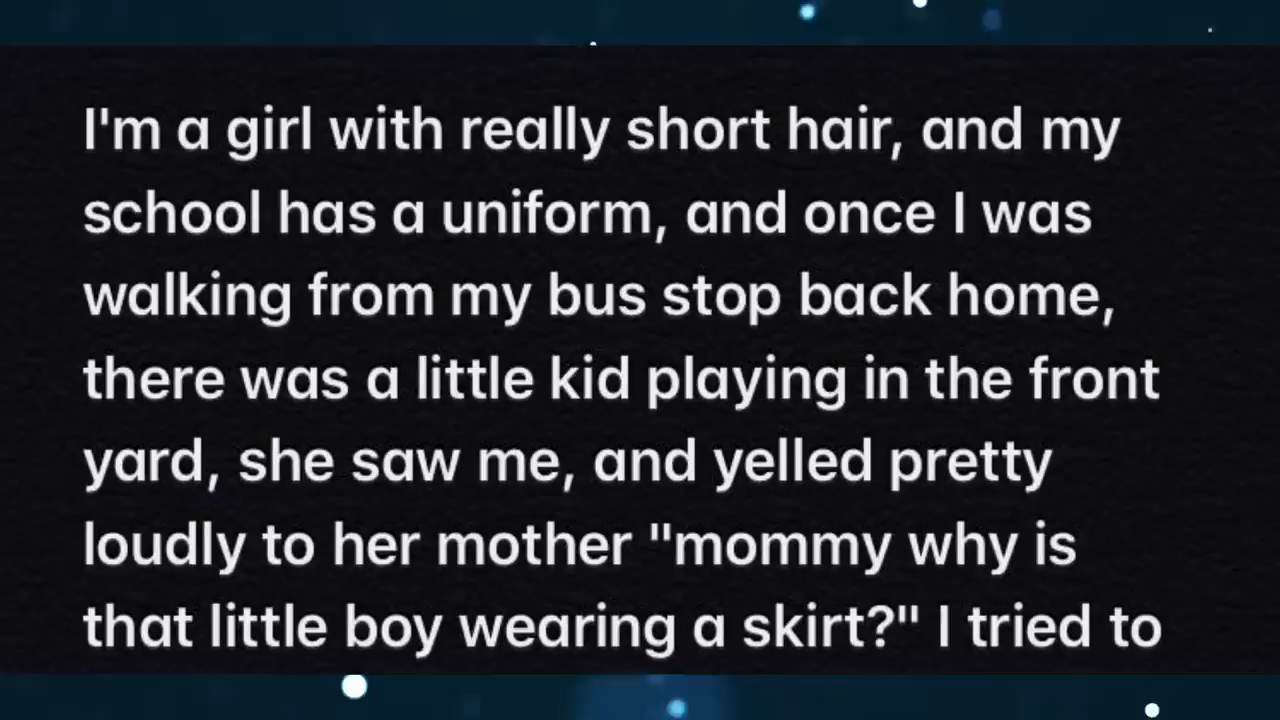 I'm a girl with really short hair, and my
school has a uniform, and once I was
walking from my bus stop back home,
there was a little kid playing in the front
yard, she saw me, and yelled pretty
loudly to her mother "mommy why is
that little boy wearing a skirt?" I tried to